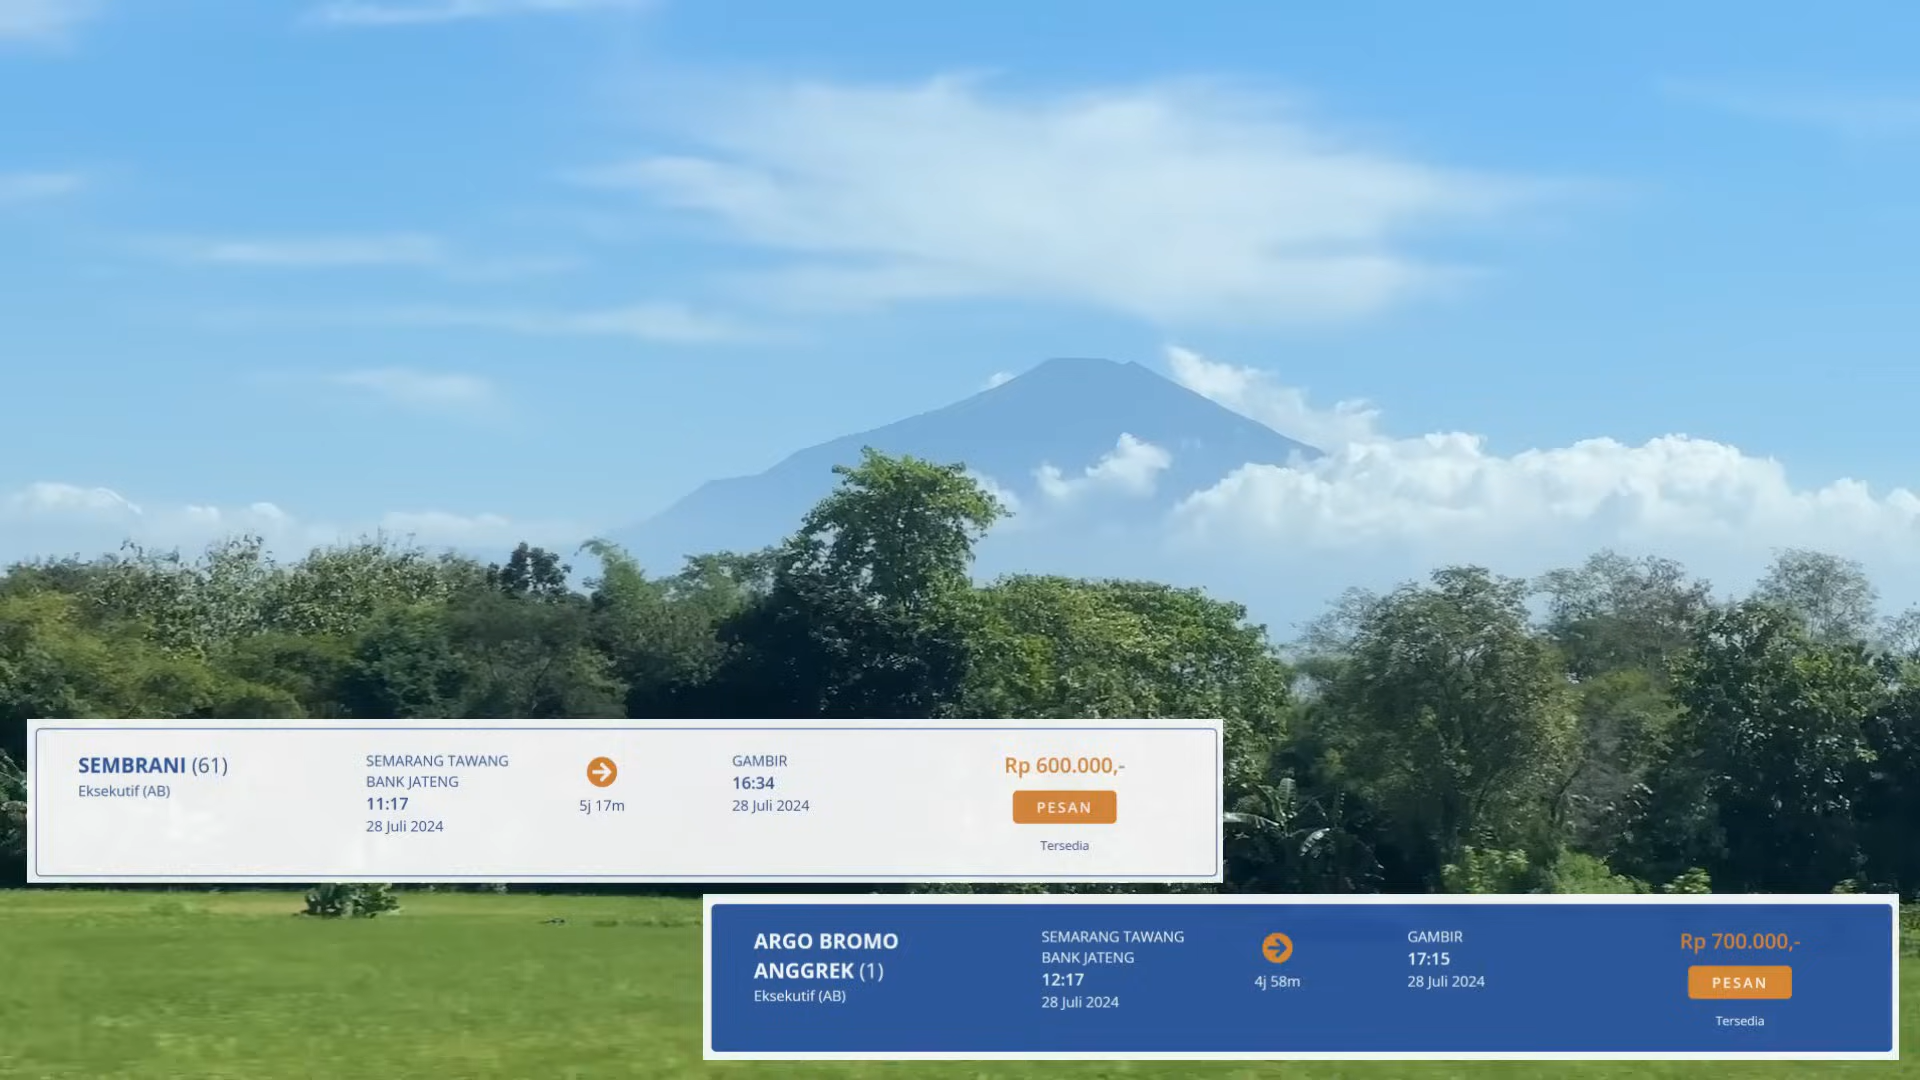 SEMBRANI (61)
Eksekutif (AB)
SEMARANG TAWANG
BANK JATENG
11:17
28 Juli 2024
5j 17m
GAMBIR
16:34
28 Juli 2024
Rp 600.000,-
PESAN
Tersedia
ARGO BROMO
ANGGREK (1)
Eksekutif (AB)
SEMARANG TAWANG
BANK JATENG
12:17
28 Juli 2024
4j 58m
GAMBIR
17:15
28 Juli 2024
Rp 700.000,-
PESAN
Tersedia